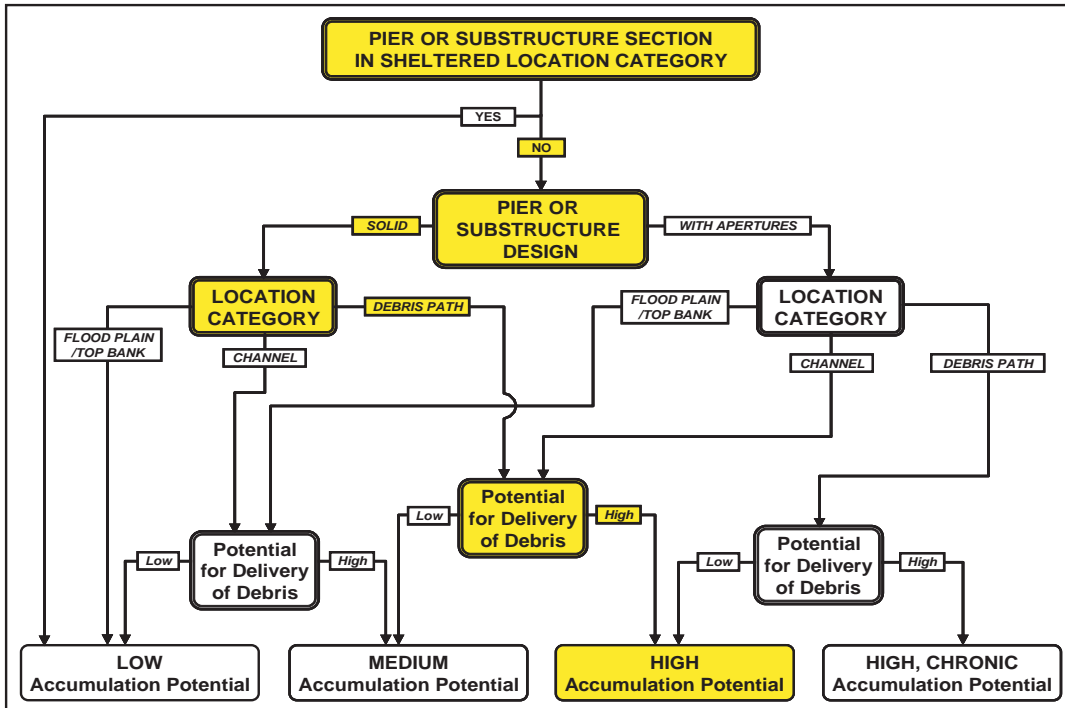 PIER OR SUBSTRUCTURE SECTION
IN SHELTERED LOCATION CATEGORY
YES
NO
PIER OR
SUBSTRUCTURE
DESIGN
SOLID
WITH APERTURES
LOCATION
CATEGORY
DEBRIS PATH
FLOOD PLAIN
/TOP BANK
CHANNEL
FLOOD PLAIN
/TOP BANK
LOCATION
CATEGORY
CHANNEL
DEBRIS PATH
Potential
for Delivery
of Debris
Low
High
Potential
for Delivery
of Debris
Low
High
Potential
for Delivery
of Debris
Low
High
LOW
Accumulation Potential
MEDIUM
Accumulation Potential
HIGH
Accumulation Potential
HIGH, CHRONIC
Accumulation Potential